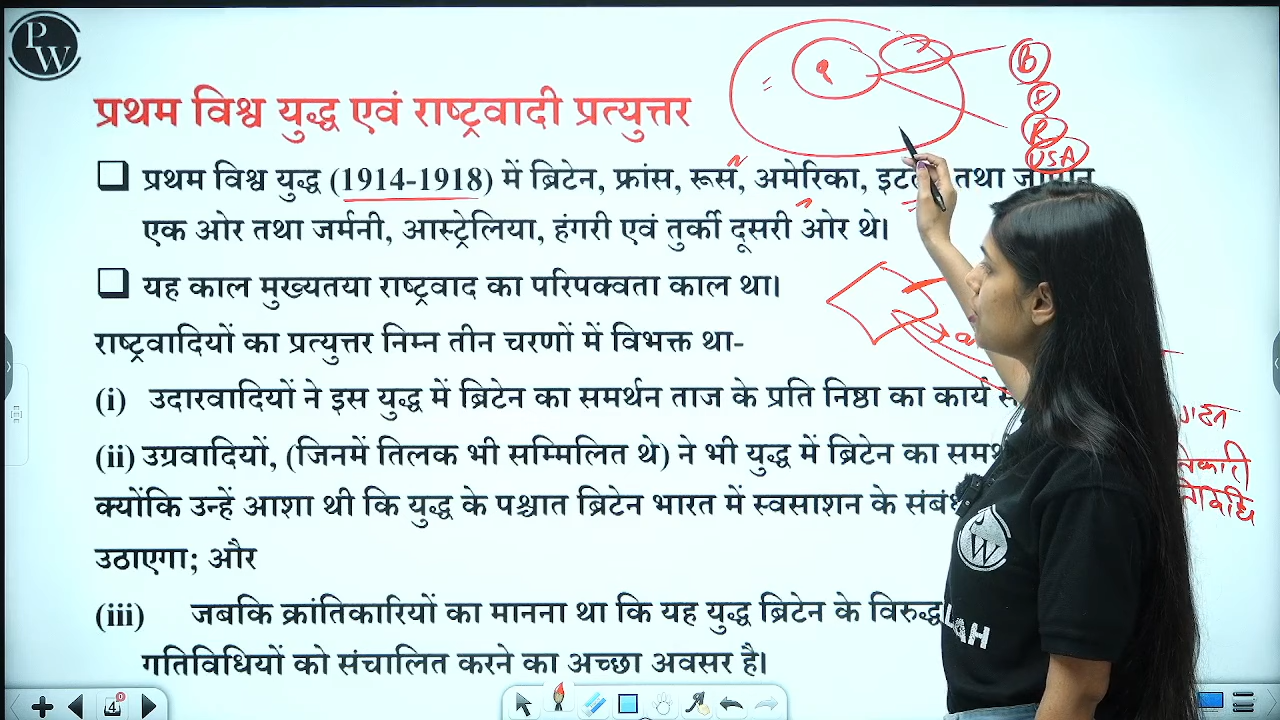 PW
प्रथम विश्व युद्ध एवं राष्ट्रवादी प्रत्युत्तर
B
F
R
USA
❑ प्रथम विश्व युद्ध (1914-1918) में ब्रिटेन, फ्रांस, रूस, अमेरिका, तथा
एक ओर तथा जर्मनी, आस्ट्रेलिया, हंगरी एवं तुर्की दूसरी ओर थे।
❑ यह काल मुख्यतया राष्ट्रवाद का परिपक्वता काल था।
राष्ट्रवादियों का प्रत्युत्तर निम्न तीन चरणों में विभक्त था-
(i) उदारवादियों ने इस युद्ध में ब्रिटेन का समर्थन ताज के प्रति निष्ठा का कार्य
(ii) उग्रवादियों, (जिनमें तिलक भी सम्मिलित थे) ने भी युद्ध में ब्रिटेन का
क्योंकि उन्हें आशा थी कि युद्ध के पश्चात ब्रिटेन भारत में स्वसाशन के
उठाएगा; और
(iii) जबकि क्रांतिकारियों का मानना था कि यह युद्ध ब्रिटेन के विरुद्ध
गतिविधियों को संचालित करने का अच्छा अवसर है।
PW
LAH
4